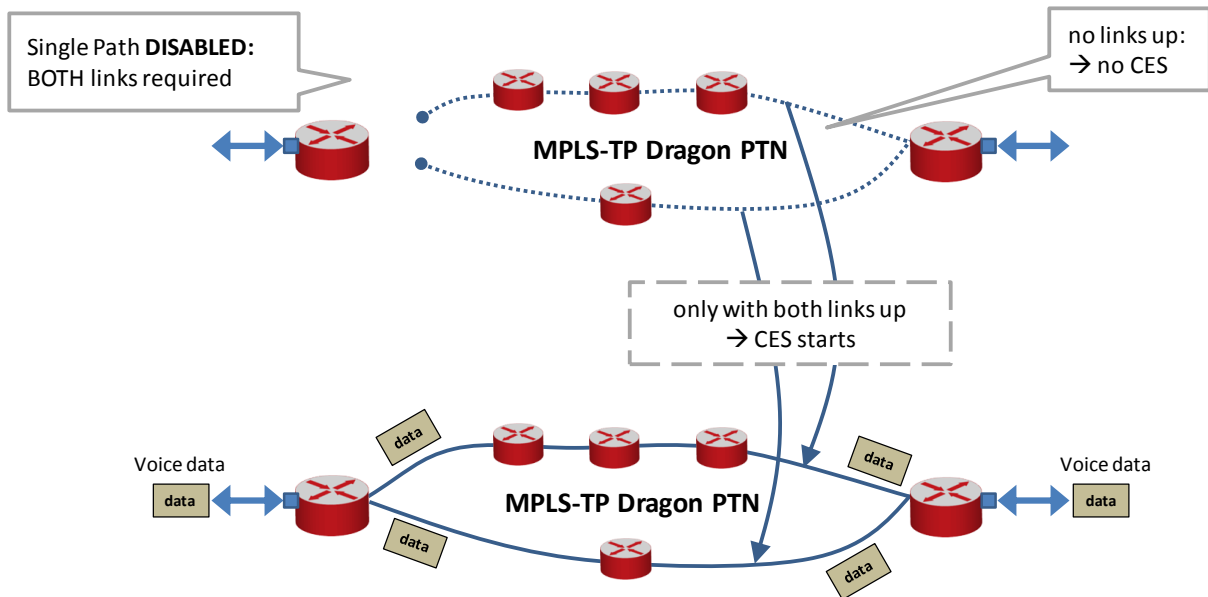 Single Path DISABLED:
BOTH links required
no links up:
→ no CES
MPLS-TP Dragon PTN
only with both links up
→ CES starts
data
data
Voice data
data
Voice data
data
MPLS-TP Dragon PTN
data
data